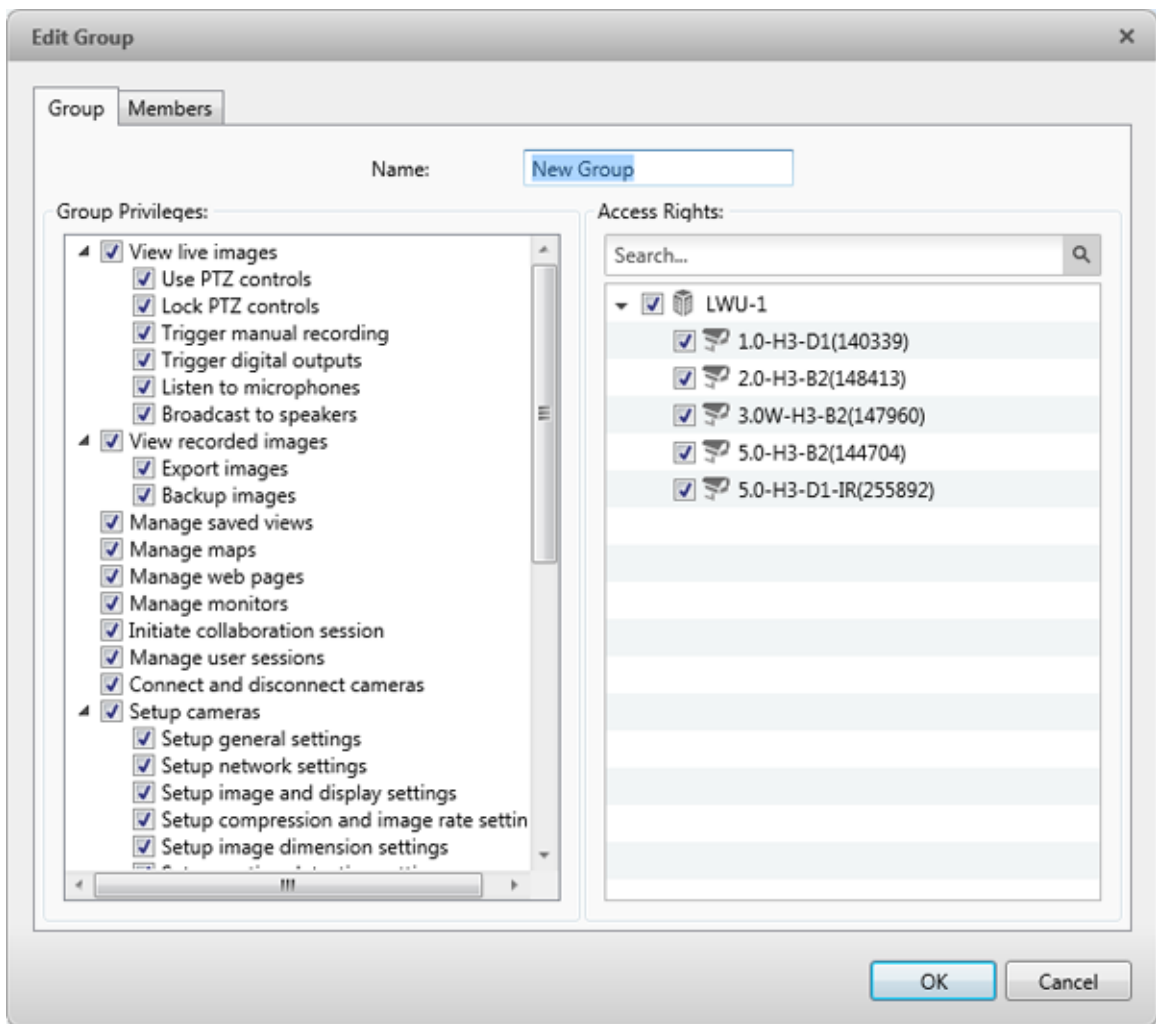 Edit Group
Group
Members
Name:
New Group
Group Privileges:
View live images
Use PTZ controls
Lock PTZ controls
Trigger manual recording
Trigger digital outputs
Listen to microphones
Broadcast to speakers
View recorded images
Export images
Backup images
Manage saved views
Manage maps
Manage web pages
Manage monitors
Initiate collaboration session
Manage user sessions
Connect and disconnect cameras
Setup cameras
Setup general settings
Setup network settings
Setup image and display settings
Setup compression and image rate settin
Setup image dimension settings
Access Rights:
Search...
LWU-1
1.0-H3-D1(140339)
2.0-H3-B2(148413)
3.0W-H3-B2(147960)
5.0-H3-B2(144704)
5.0-H3-D1-IR(255892)
OK
Cancel